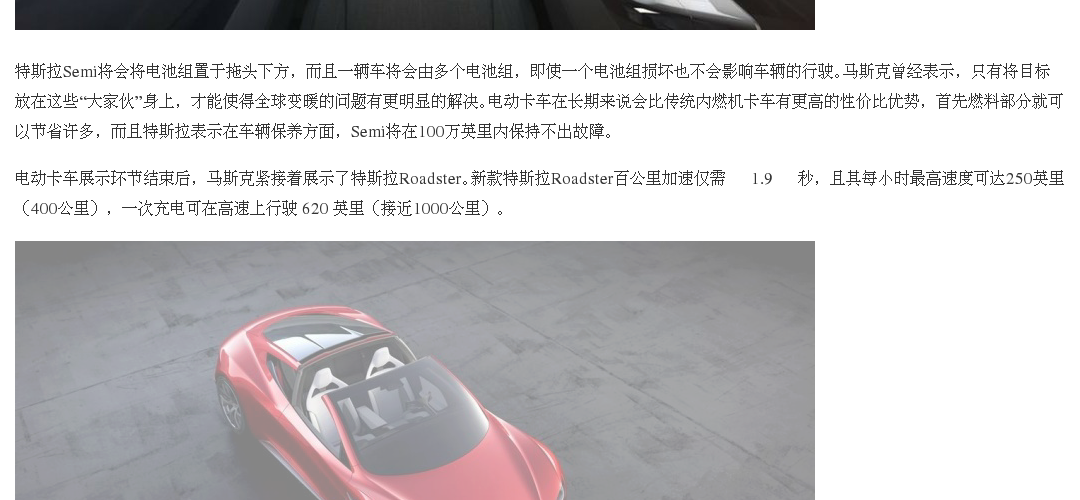 特斯拉Semi将会将电池组置于拖头下方，而且一辆车将会由多个电池组，即使一个电池组损坏也不会影响车辆的行驶。马斯克曾经表示，只有将目标
放在这些“大家伙”身上，才能使得全球变暖的问题有更明显的解决。电动卡车在长期来说会比传统内燃机卡车有更高的性价比优势，首先燃料部分就可
以节省许多，而且特斯拉表示在车辆保养方面，Semi将在100万英里内保持不出故障。
电动卡车展示环节结束后，马斯克紧接着展示了特斯拉Roadster。新款特斯拉Roadster百公里加速仅需 1.9 秒，且其每小时最高速度可达250英里
（400公里），一次充电可在高速上行驶 620 英里（接近1000公里）。